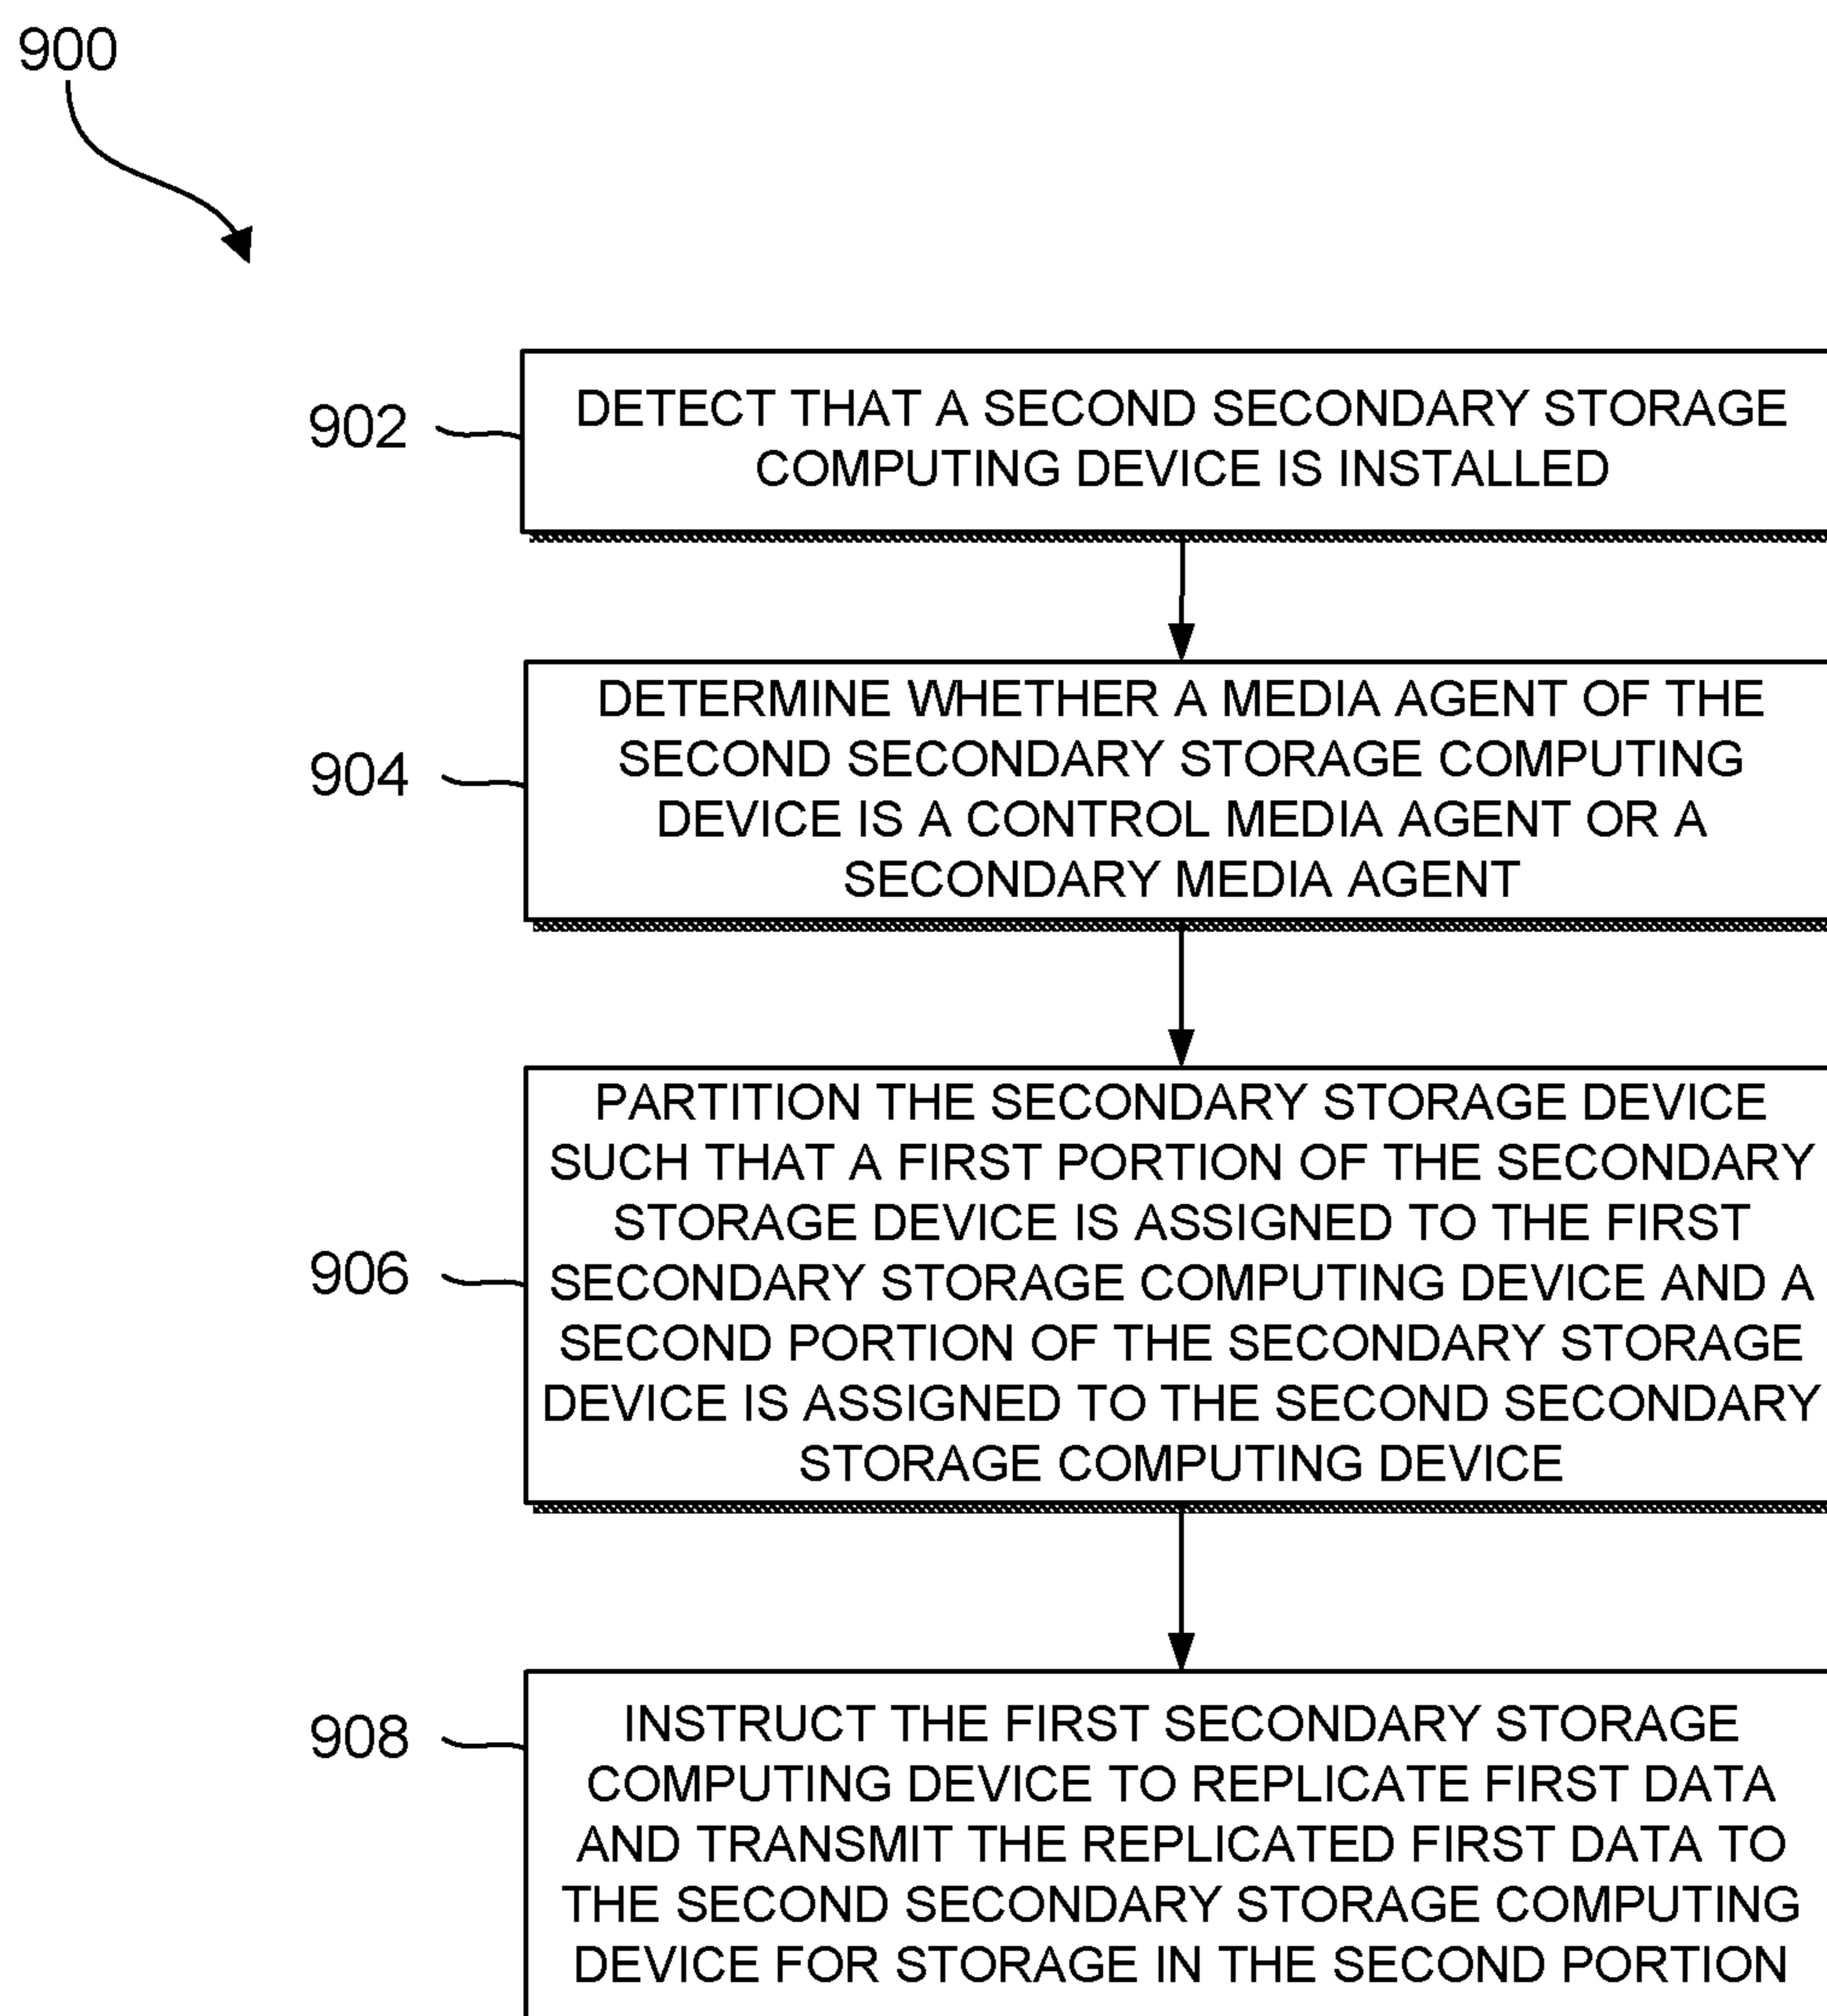 900
902
DETECT THAT A SECOND SECONDARY STORAGE
COMPUTING DEVICE IS INSTALLED
904
DETERMINE WHETHER A MEDIA AGENT OF THE
SECOND SECONDARY STORAGE COMPUTING
DEVICE IS A CONTROL MEDIA AGENT OR A
SECONDARY MEDIA AGENT
906
PARTITION THE SECONDARY STORAGE DEVICE
SUCH THAT A FIRST PORTION OF THE SECONDARY
STORAGE DEVICE IS ASSIGNED TO THE FIRST
SECONDARY STORAGE COMPUTING DEVICE AND A
SECOND PORTION OF THE SECONDARY STORAGE
DEVICE IS ASSIGNED TO THE SECOND SECONDARY
STORAGE COMPUTING DEVICE
908
INSTRUCT THE FIRST SECONDARY STORAGE
COMPUTING DEVICE TO REPLICATE FIRST DATA
AND TRANSMIT THE REPLICATED FIRST DATA TO
THE SECOND SECONDARY STORAGE COMPUTING
DEVICE FOR STORAGE IN THE SECOND PORTION